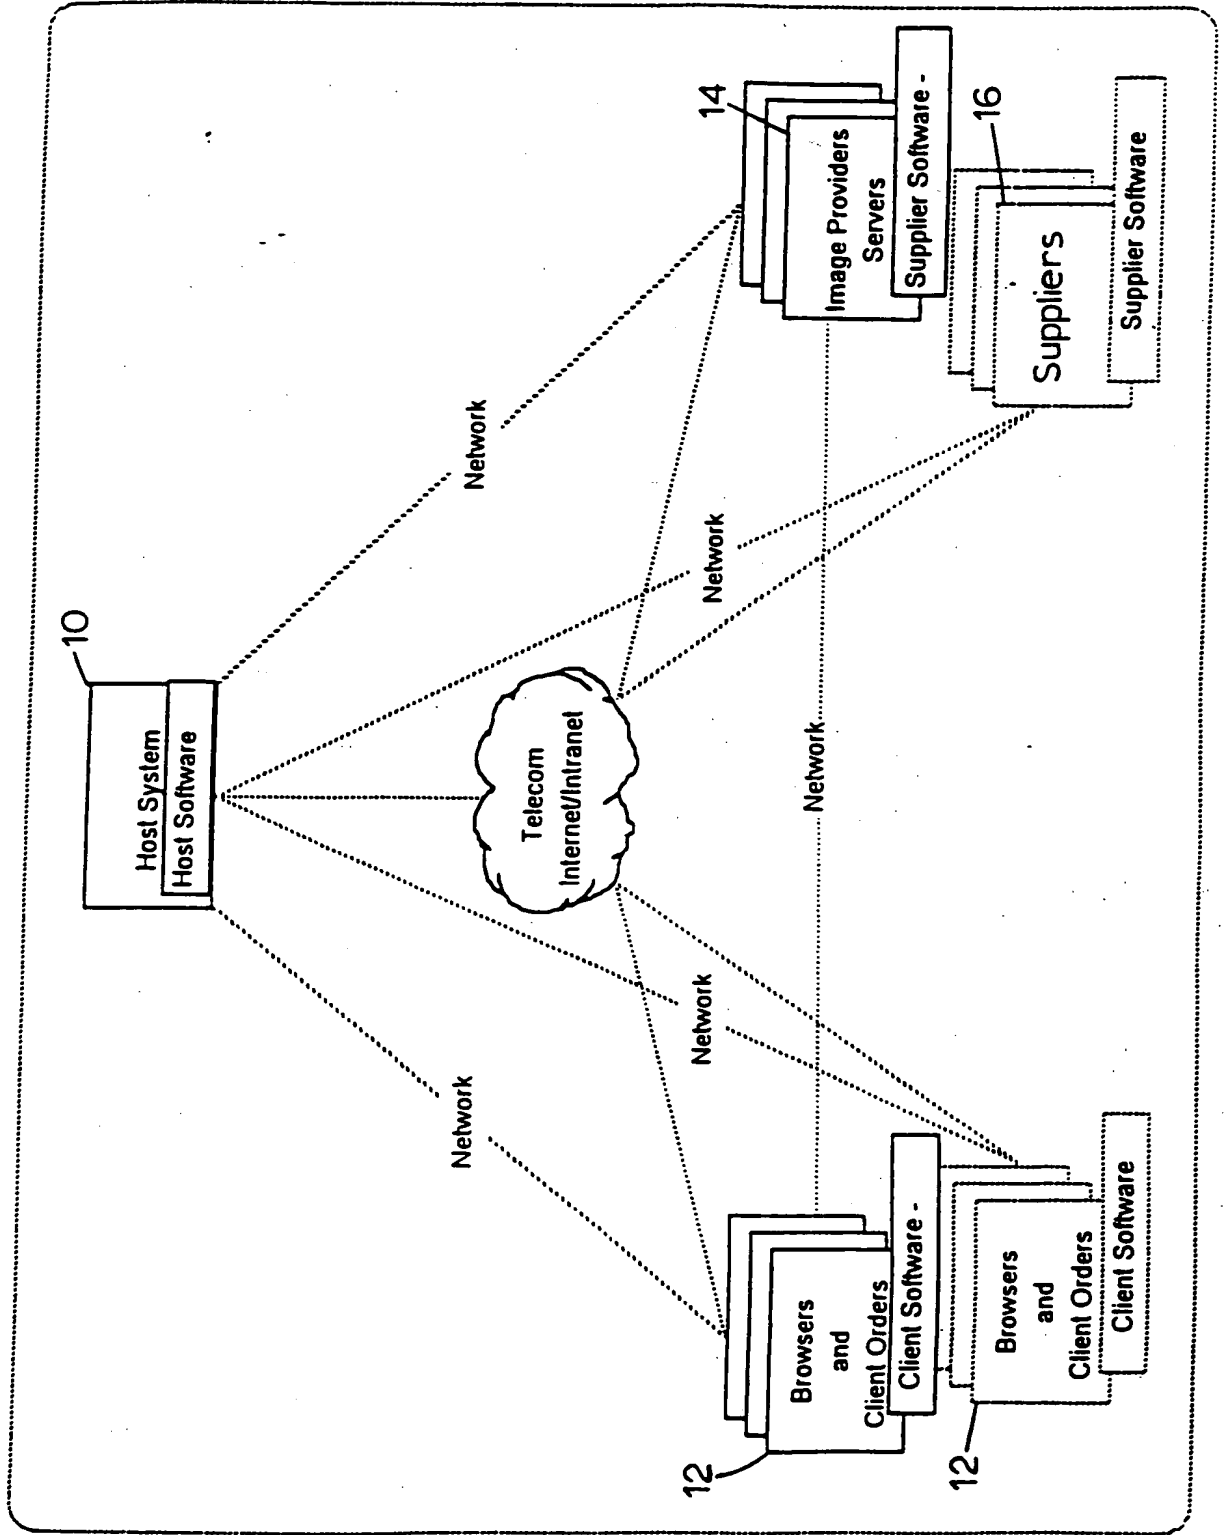 10
Host System
Host Software
Network
Network
Telecom
Internet/Intranet
Network
Network
Network
12
Browsers
and
Client Orders
Client Software -
12
Browsers
and
Client Orders
Client Software
14
Image Providers
Servers
Supplier Software -
16
Suppliers
Supplier Software